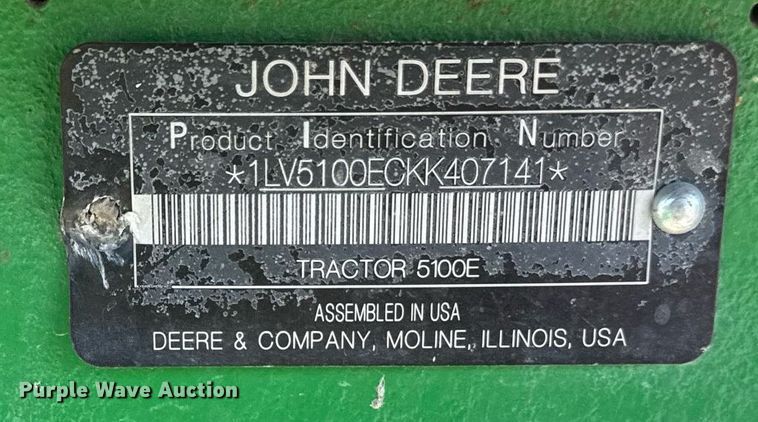 JOHN DEERE
Product Identification Number
*1LV5100ECKK407141*
TRACTOR 5100E
ASSEMBLED IN USA
DEERE & COMPANY, MOLINE, ILLINOIS, USA
Purple Wave Auction